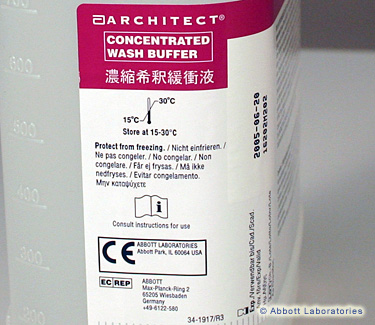 ARCHITECT®
CONCENTRATED
WASH BUFFER
濃縮希釈緩衝液
30°C
15°C
Store at 15-30°C
Protect from freezing. / Nicht einfrieren. /
Ne pas congeler. / No congelar. / Non
congelare. / Får ej frysas. / Må ikke
nedfryses. / Evitar congelamento.
Μην καταψύχετε
i
Consult instructions for use
CE
ABBOTT LABORATORIES
Abbott Park, IL 60064 USA
EC REP
ABBOTT
Max-Planck-Ring 2
65205 Wiesbaden
Germany
+49-6122-580
34-1917/R3
2005-06-20
16202M202
© Abbott Laboratories